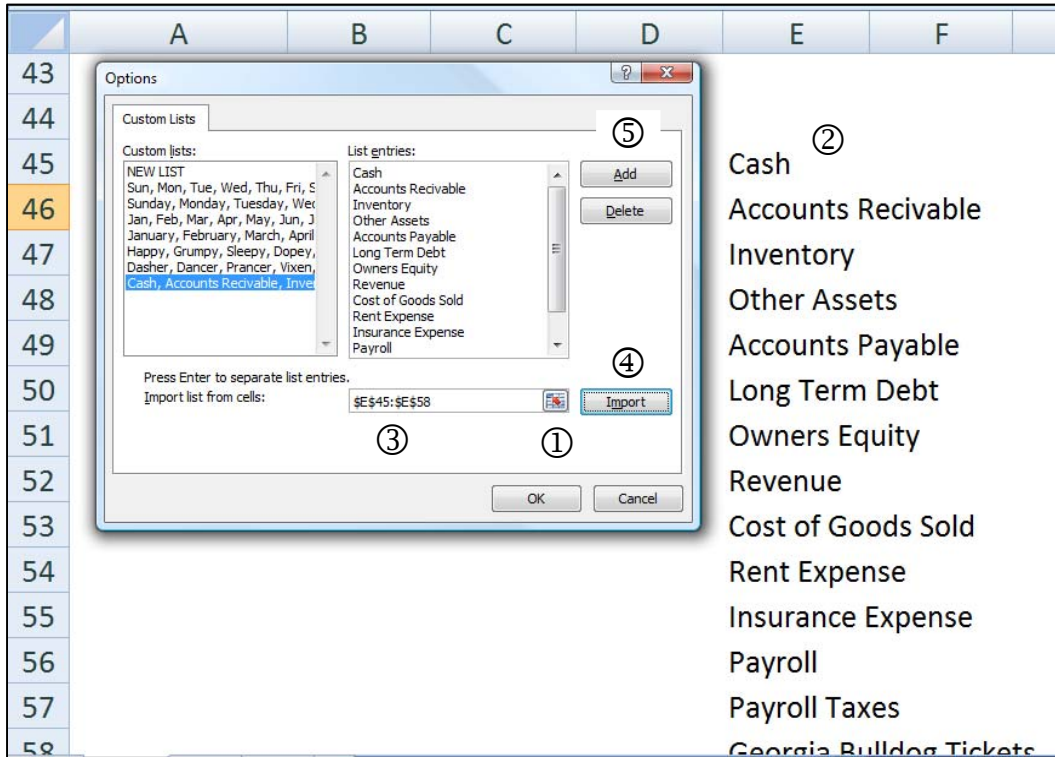 A B C D E F
43
Options
44
Custom Lists
⑤
45
Custom lists: List entries:
②
Cash
NEW LIST
Sun, Mon, Tue, Wed, Thu, Fri, S
Sunday, Monday, Tuesday, Wed
Jan, Feb, Mar, Apr, May, Jun, J
January, February, March, April
Happy, Grumpy, Sleepy, Dopey,
Dasher, Dancer, Prancer, Vixen,
Cash, Accounts Recivable, Inve
Cash
Accounts Recivable
Inventory
Other Assets
Accounts Payable
Long Term Debt
Owners Equity
Revenue
Cost of Goods Sold
Rent Expense
Insurance Expense
Payroll
Add
Delete
④
Press Enter to separate list entries.
Import list from cells: $E$45:$E$58 Import
③ ①
OK Cancel
46 Accounts Recivable
47 Inventory
48 Other Assets
49 Accounts Payable
50 Long Term Debt
51 Owners Equity
52 Revenue
53 Cost of Goods Sold
54 Rent Expense
55 Insurance Expense
56 Payroll
57 Payroll Taxes
58 Georgia Bulldog Tickets